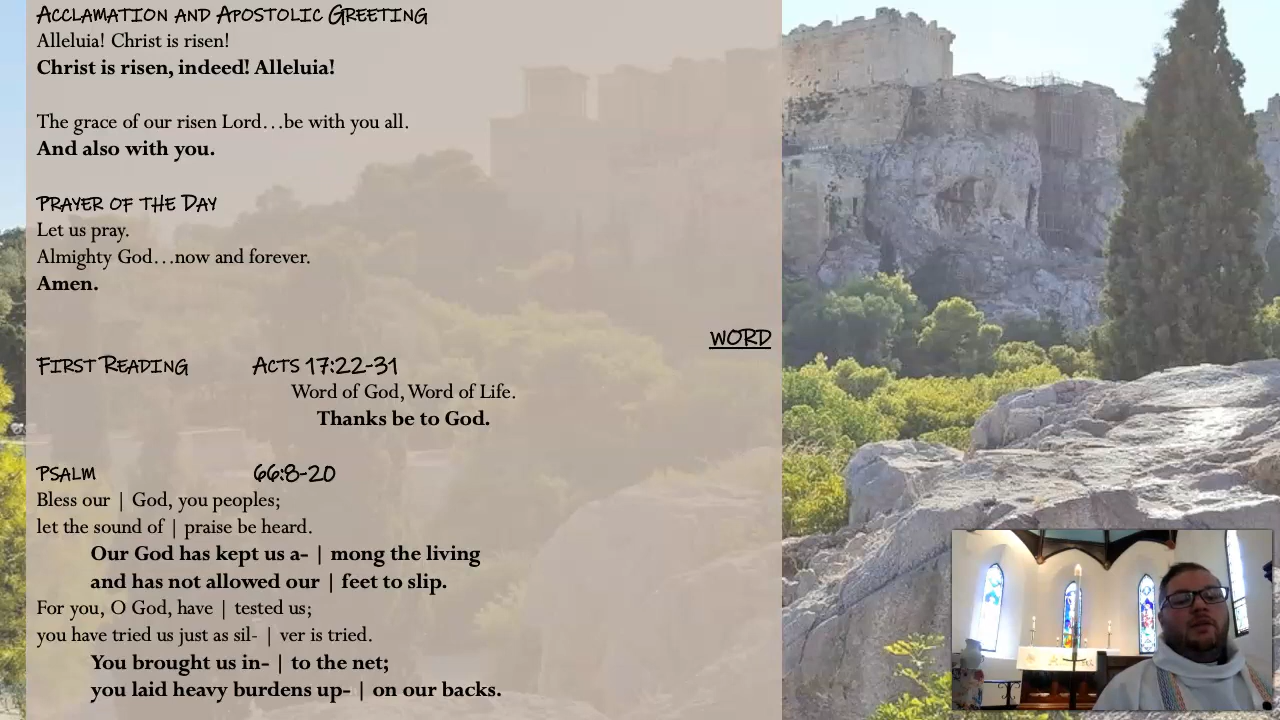 Acclamation and Apostolic Greeting
Alleluia! Christ is risen!
Christ is risen, indeed! Alleluia!
The grace of our risen Lord…be with you all.
And also with you.
Prayer of the Day
Let us pray.
Almighty God…now and forever.
Amen.
WORD
First Reading Acts 17:22-31
Word of God, Word of Life.
Thanks be to God.
Psalm 66:8-20
Bless our | God, you peoples;
let the sound of | praise be heard.
Our God has kept us a- | mong the living
and has not allowed our | feet to slip.
For you, O God, have | tested us;
you have tried us just as sil- | ver is tried.
You brought us in- | to the net;
you laid heavy burdens up- | on our backs.